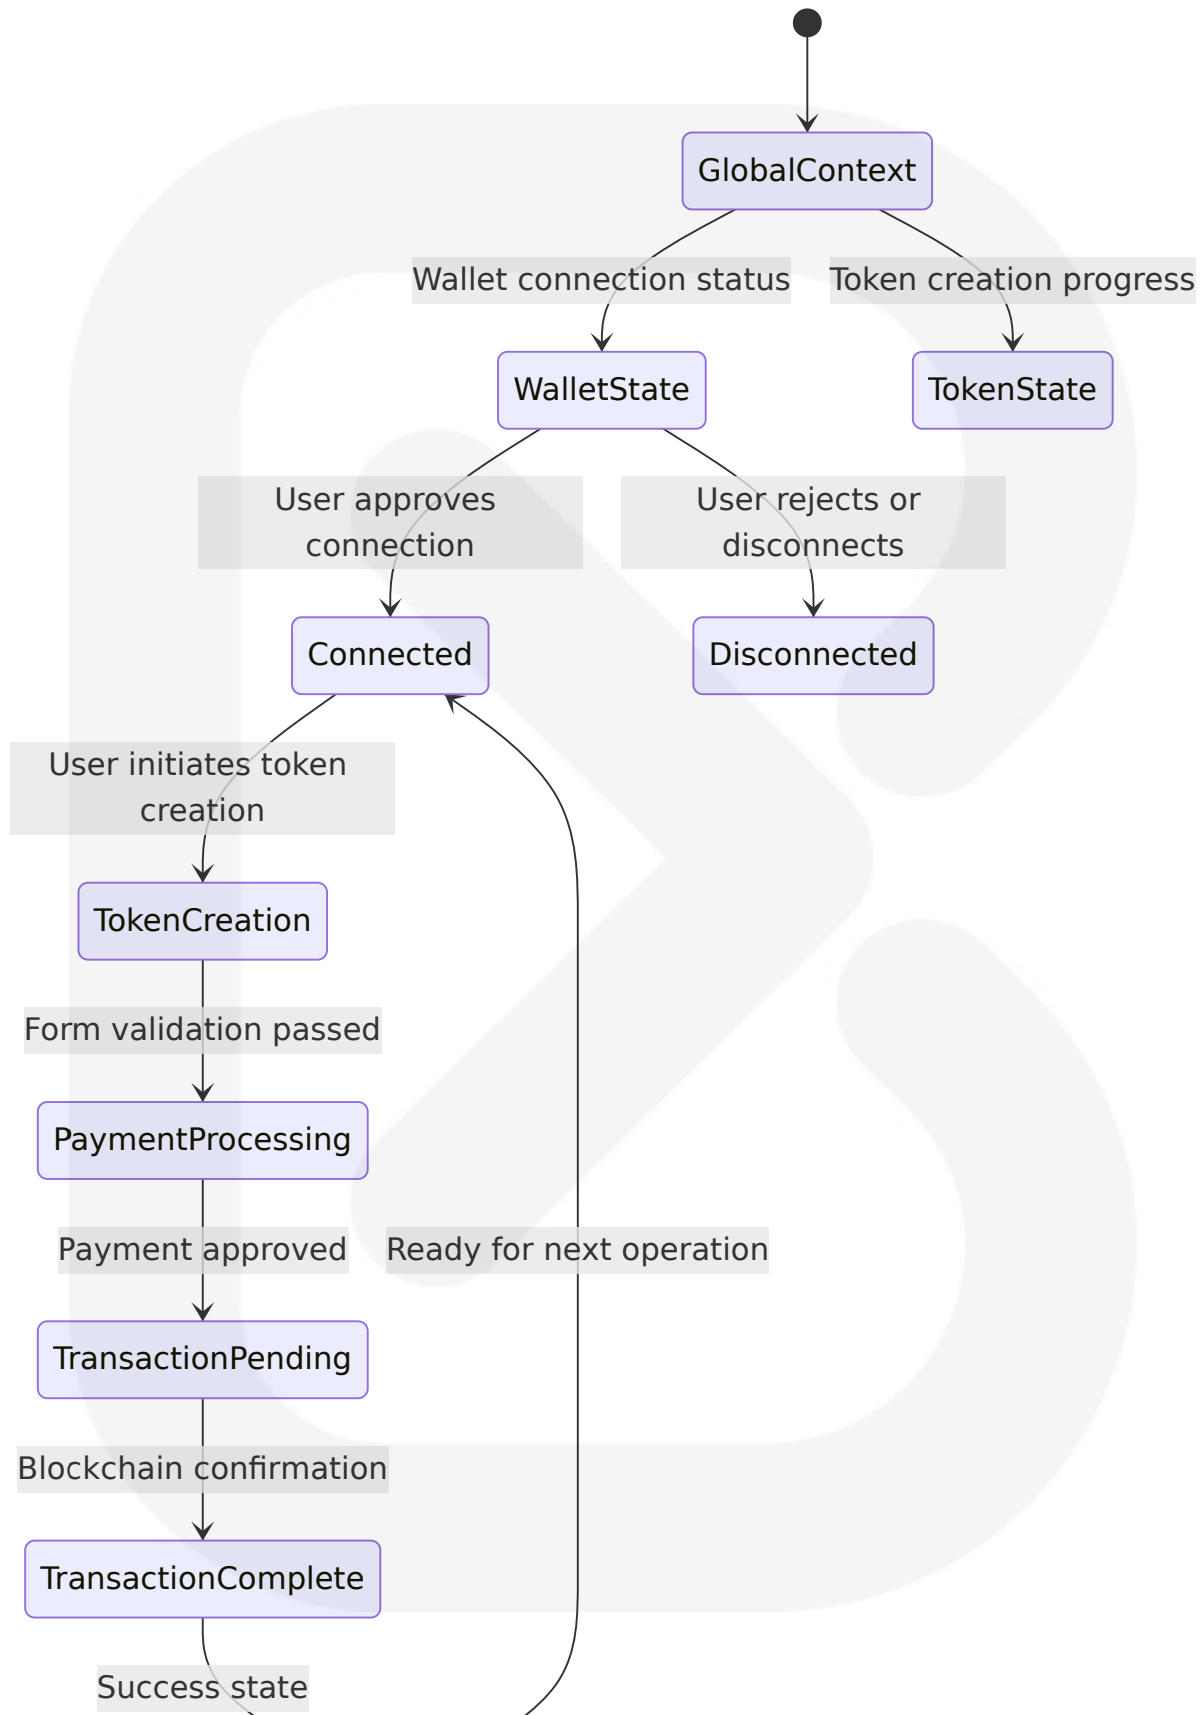 GlobalContext
Wallet connection status
Token creation progress
WalletState
TokenState
User approves
connection
User rejects or
disconnects
Connected
Disconnected
User initiates token
creation
TokenCreation
Form validation passed
PaymentProcessing
Payment approved
Ready for next operation
TransactionPending
Blockchain confirmation
TransactionComplete
Success state